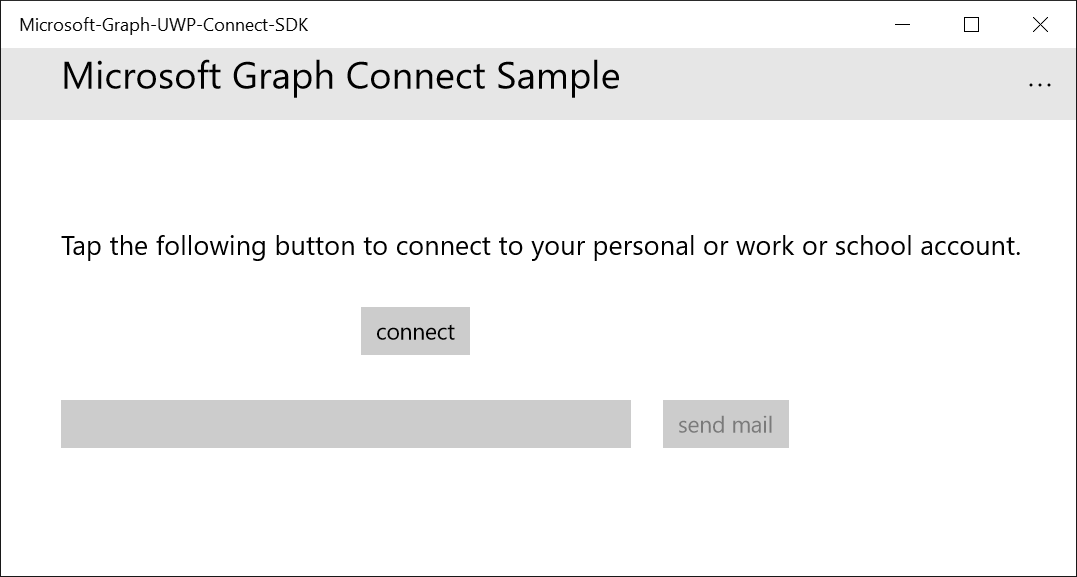 Microsoft-Graph-UWP-Connect-SDK
Microsoft Graph Connect Sample
...
Tap the following button to connect to your personal or work or school account.
connect
send mail